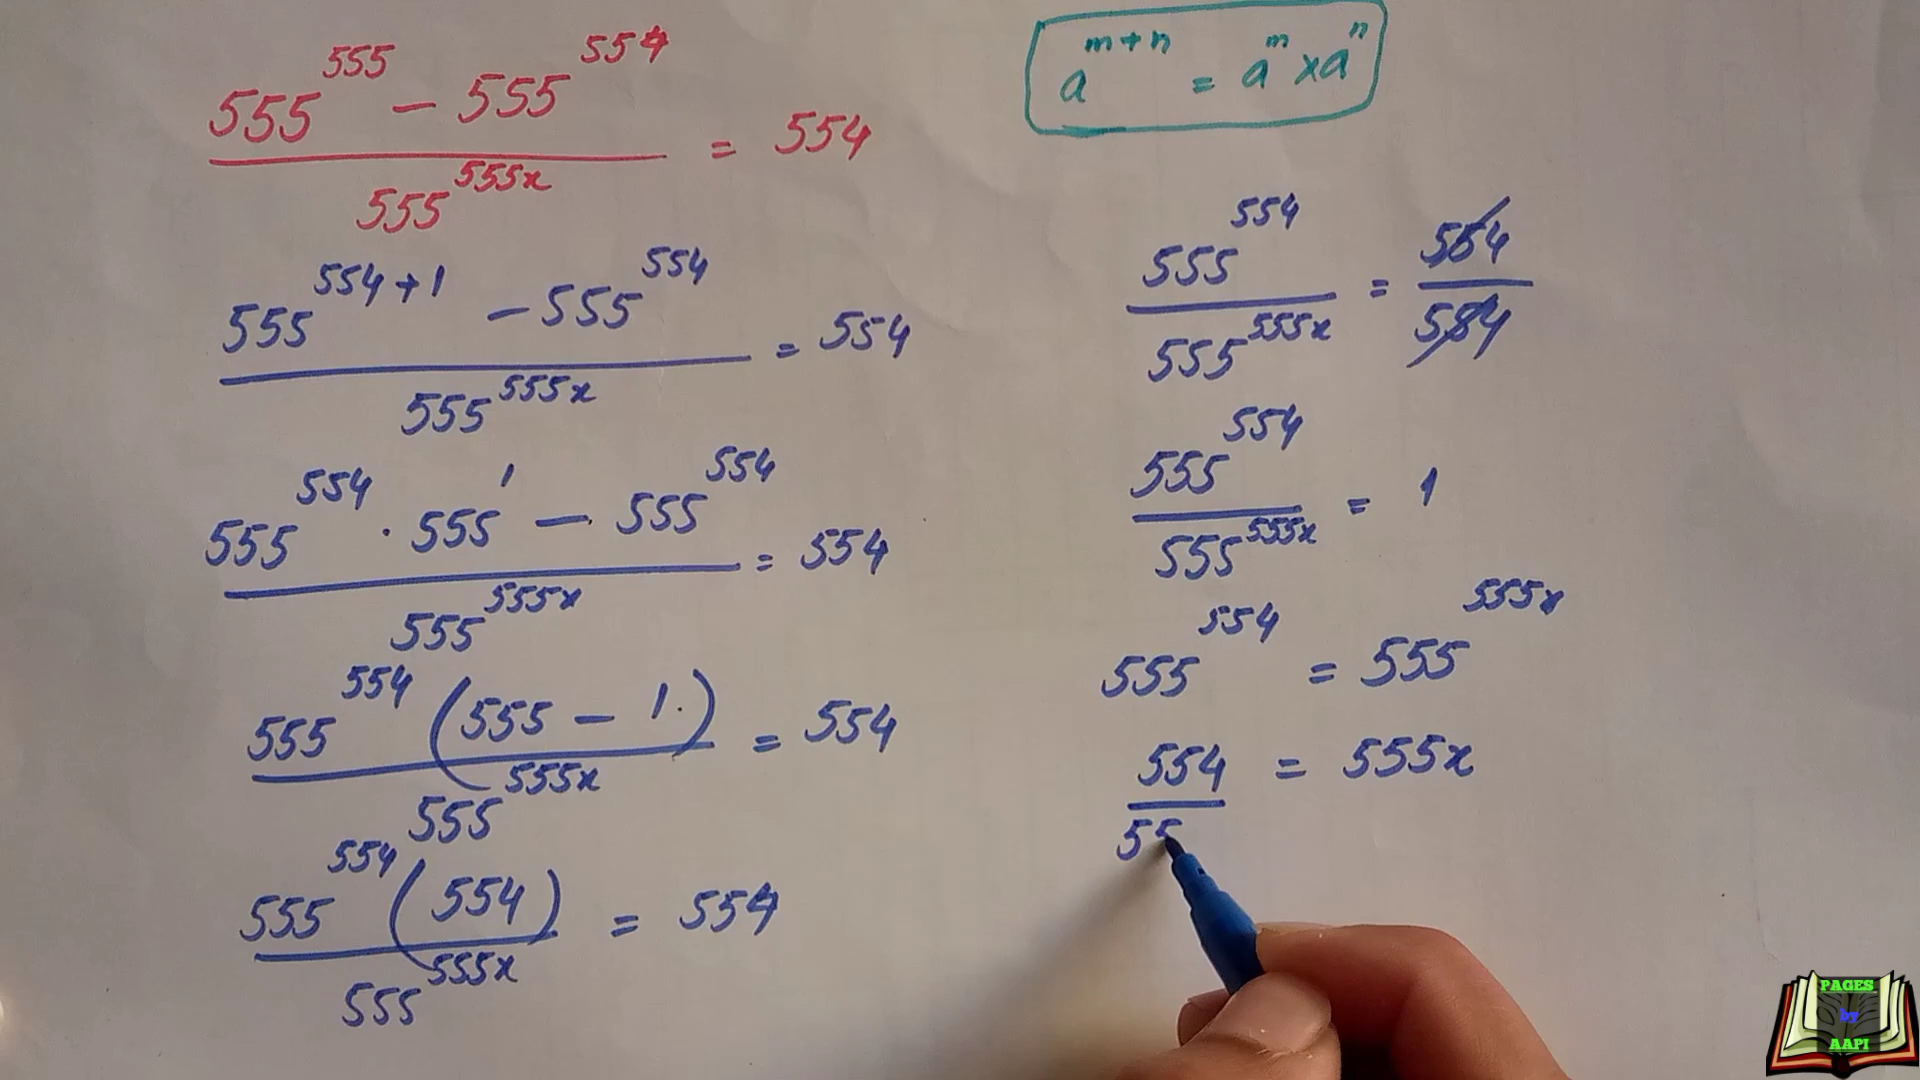 555^555 - 555^554 / 555^555x = 554
555^554+1 - 555^554 / 555^555x = 554
555^554 · 555^1 - 555^554 / 555^555x = 554
555^554 (555 - 1.) / 555^555x = 554
555^554 (554) / 555^555x = 554
a^m+n = a^m × a^n
555^554 / 555^555x = 554 / 554
555^554 / 555^555x = 1
555^554 = 555^555x
554 / 55 = 555x
PAGES
by
AAPI